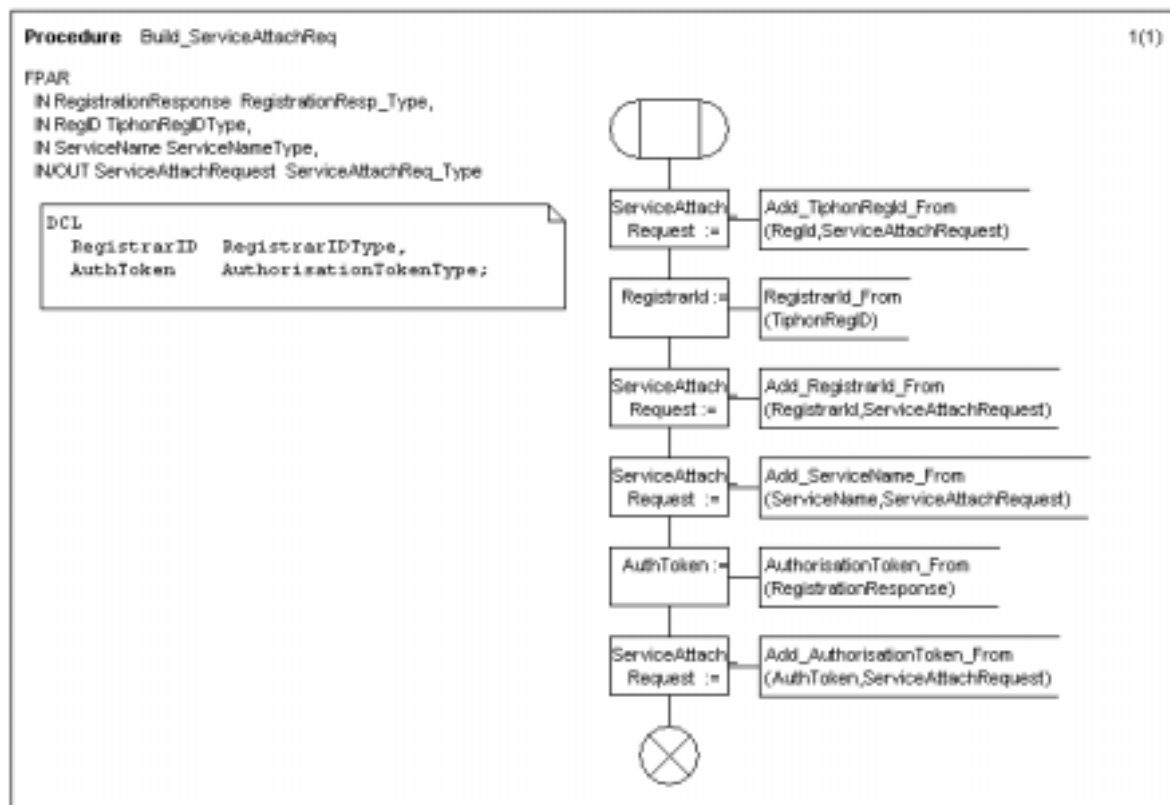 Procedure Build_ServiceAttachReq
1(1)
FPAR
IN RegistrationResponse RegistrationResp_Type,
IN RegID TiphonRegIDType,
IN ServiceName ServiceNameType,
IN/OUT ServiceAttachRequest ServiceAttachReq_Type
DCL
RegistrarID RegistrarIDType,
AuthToken AuthorisationTokenType;
ServiceAttach_
Request :=
Add_TiphonRegId_From
(RegId,ServiceAttachRequest)
RegistrarId :=
RegistrarId_From
(TiphonRegID)
ServiceAttach_
Request :=
Add_RegistrarId_From
(RegistrarId,ServiceAttachRequest)
ServiceAttach_
Request :=
Add_ServiceName_From
(ServiceName,ServiceAttachRequest)
AuthToken :=
AuthorisationToken_From
(RegistrationResponse)
ServiceAttach_
Request :=
Add_AuthorisationToken_From
(AuthToken,ServiceAttachRequest)